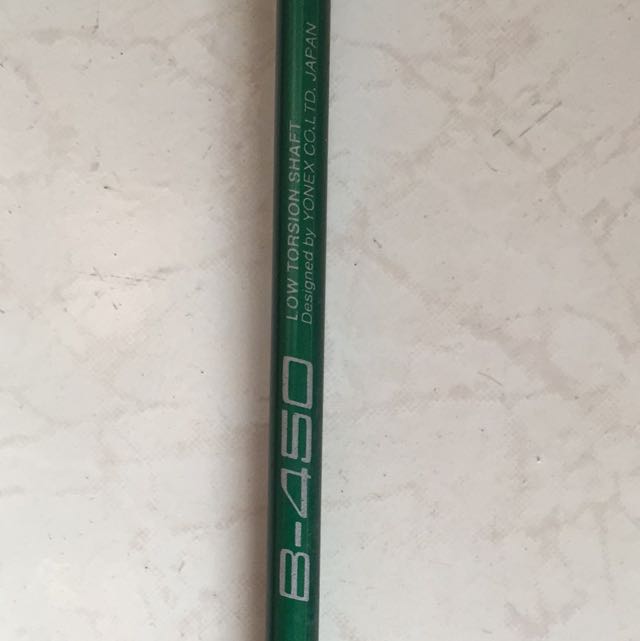 B-450
LOW TORSION SHAFT
Designed by YONEX CO.LTD. JAPAN